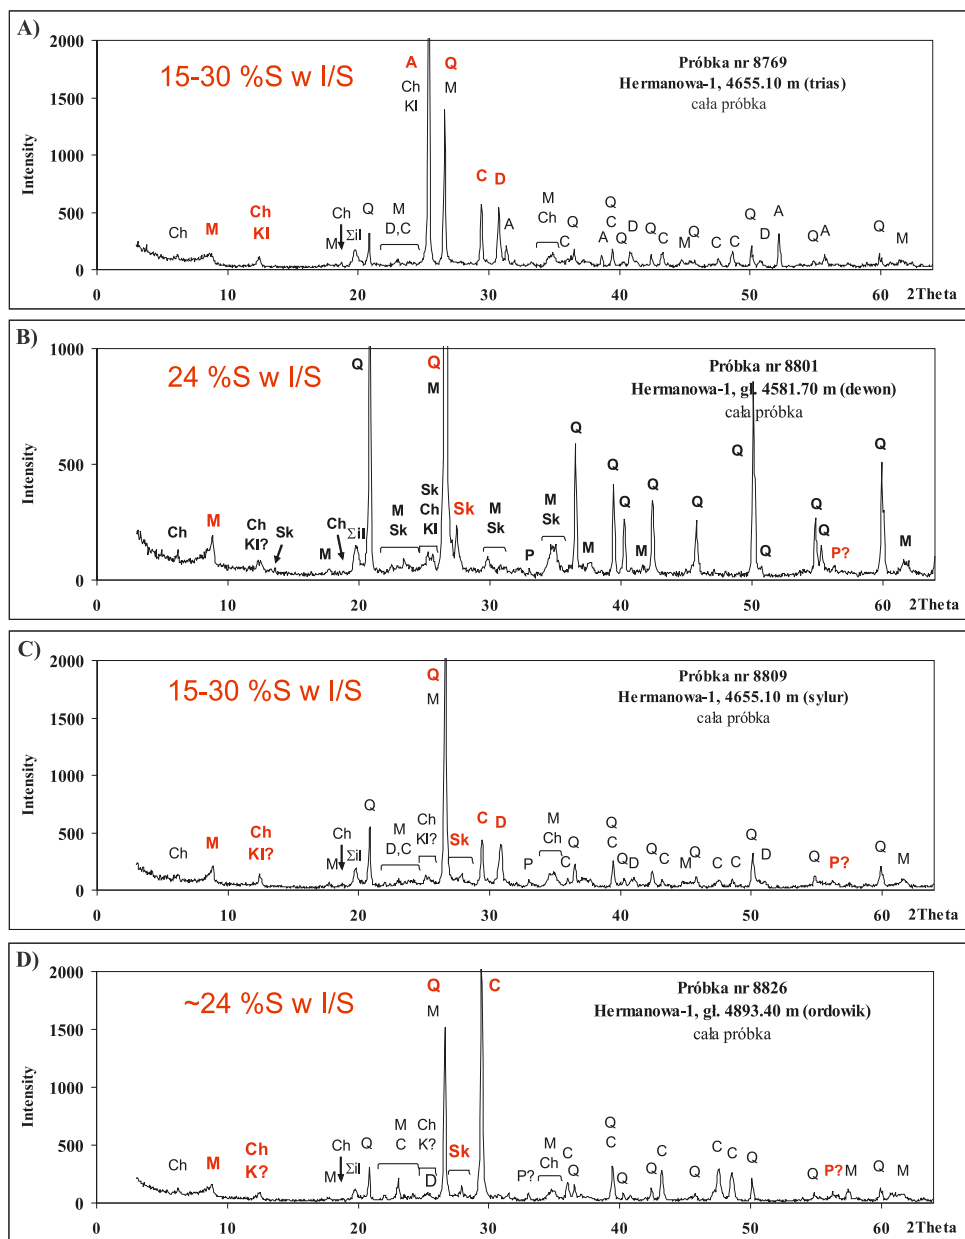 A)
2000
1500
1000
500
0
Intensity
15-30 %S w I/S
Próbka nr 8769
Hermanowa-1, 4655.10 m (trias)
cała próbka
A
Ch
KI
Q
M
C
D
Ch
M
Ch
KI
M
Ch
Σil
Q
M
D,C
A
M
Ch
C
Q
A
Q
C
Q
D
Q
C
M
Q
C
C
Q
D
A
Q
A
Q
M
0
10
20
30
40
50
60
2Theta
B)
1000
500
0
Intensity
24 %S w I/S
Próbka nr 8801
Hermanowa-1, gł. 4581.70 m (dewon)
cała próbka
Q
Q
M
Ch
M
Ch
KI?
Sk
M
Ch
Σil
M
Sk
Sk
Ch
KI
Sk
M
Sk
P
M
Sk
Q
M
Q
Q
M
Q
Q
Q
Q
Q
Q
P?
Q
M
0
10
20
30
40
50
60
2Theta
C)
2000
1500
1000
500
0
Intensity
15-30 %S w I/S
Próbka nr 8809
Hermanowa-1, 4655.10 m (sylur)
cała próbka
Q
M
Ch
M
Ch
KI?
M
Ch
Σil
Q
M
D,C
Ch
KI?
Sk
C
D
P
M
Ch
C
Q
Q
C
Q
D
Q
C
M
Q
C
C
Q
D
Q
P?
Q
M
0
10
20
30
40
50
60
2Theta
D)
2000
1500
1000
500
0
Intensity
~24 %S w I/S
Próbka nr 8826
Hermanowa-1, gł. 4893.40 m (ordowik)
cała próbka
Q
M
C
Ch
M
Ch
K?
M
Ch
Σil
Q
M
C
Ch
K?
D
Sk
P?
M
Ch
C
Q
Q
C
Q
Q
C
Q
C
C
Q
Q
P?
M
Q
M
0
10
20
30
40
50
60
2Theta